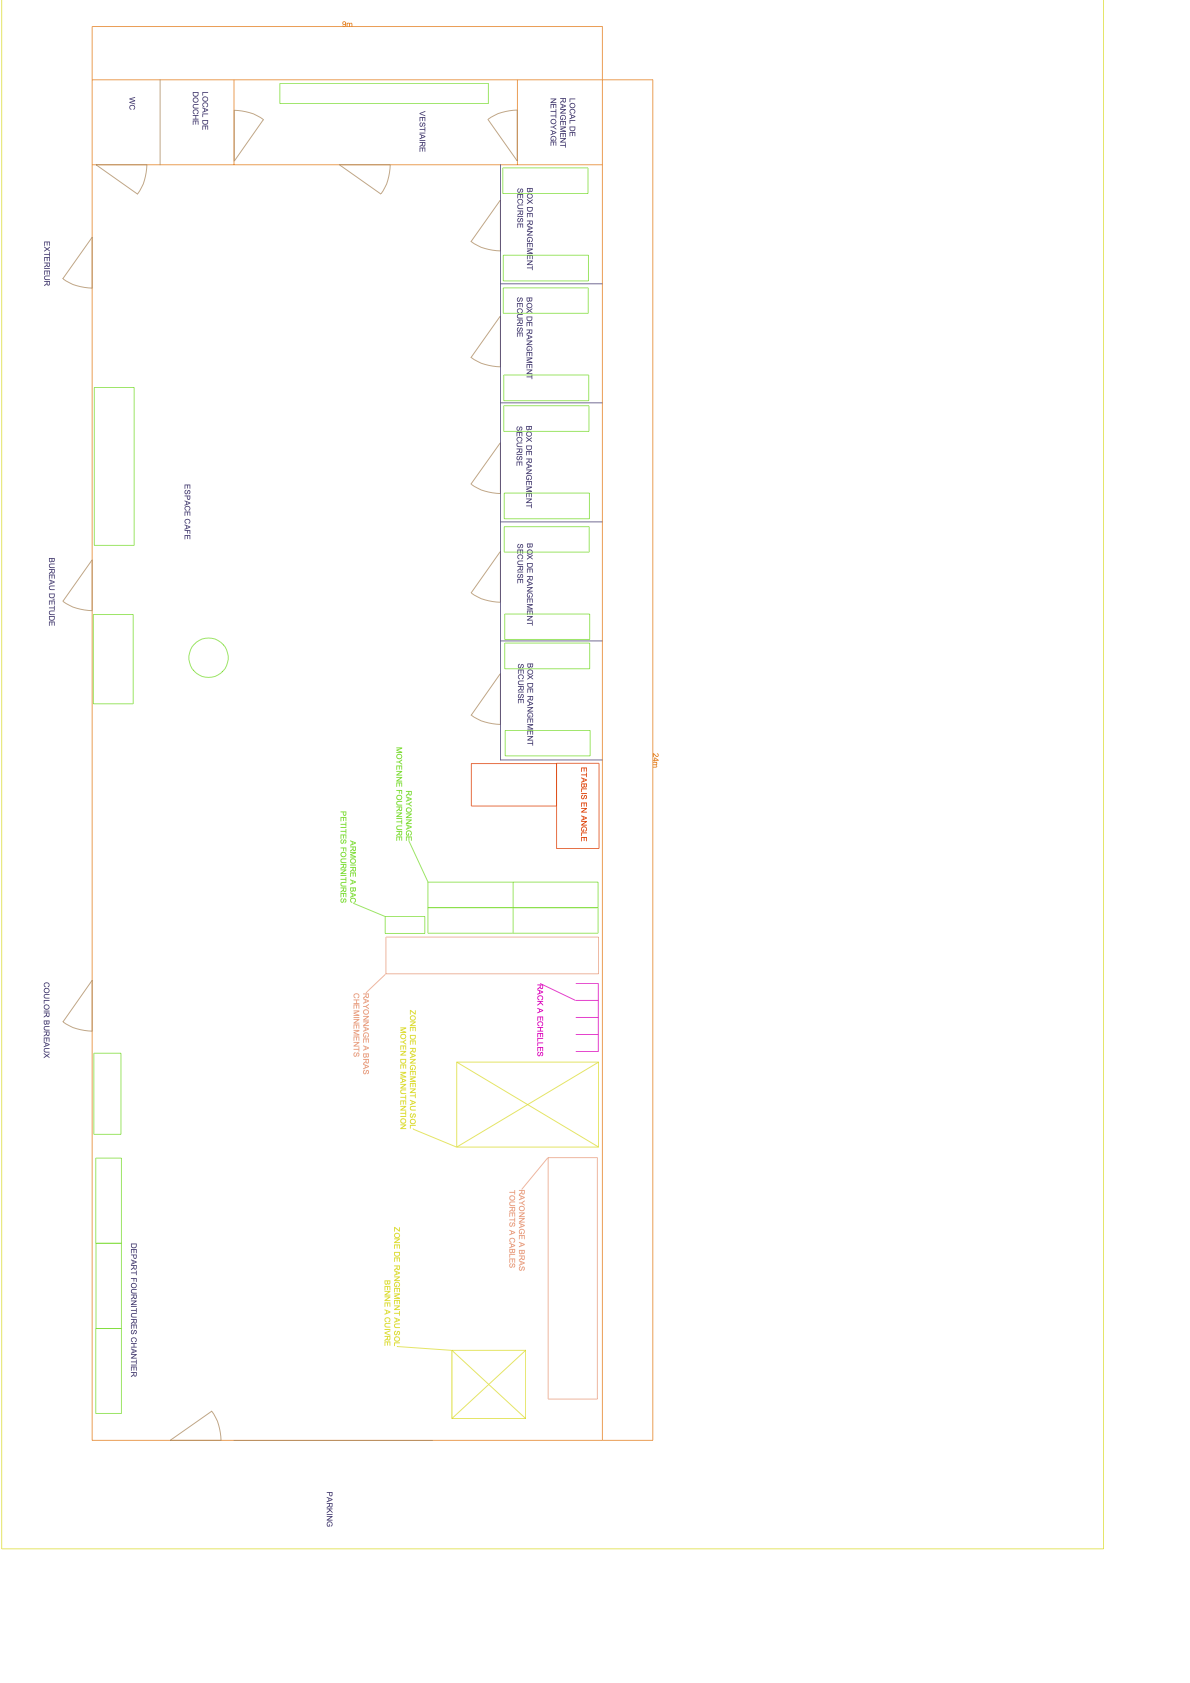 9m
WC
LOCAL DE
DOUCHE
VESTIAIRE
LOCAL DE
RANGEMENT
NETTOYAGE
BOX DE RANGEMENT
SECURISE
EXTERIEUR
BOX DE RANGEMENT
SECURISE
BOX DE RANGEMENT
SECURISE
ESPACE CAFE
BOX DE RANGEMENT
SECURISE
BUREAU D'ETUDE
BOX DE RANGEMENT
SECURISE
24m
ETABLIS EN ANGLE
RAYONNAGE
MOYENNE FOURNITURE
ARMOIRE A BAC
PETITES FOURNITURES
COULOIR BUREAUX
RACK A ECHELLES
RAYONNAGE A BRAS
CHEMINEMENTS
ZONE DE RANGEMENT AU SOL
MOYEN DE MANUTENTION
RAYONNAGE A BRAS
TOURETS A CABLES
ZONE DE RANGEMENT AU SOL
BENNE A CUIVRE
DEPART FOURNITURES CHANTIER
PARKING